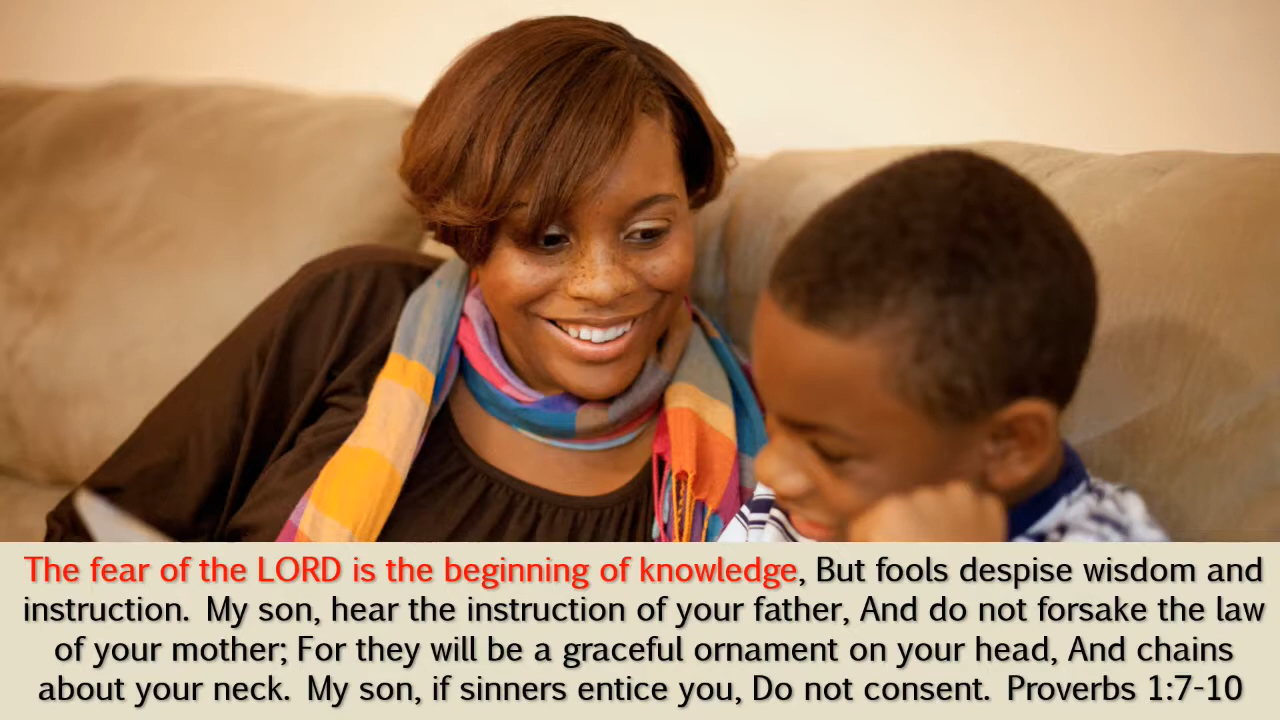 The fear of the LORD is the beginning of knowledge, But fools despise wisdom and
instruction.  My son, hear the instruction of your father, And do not forsake the law
of your mother; For they will be a graceful ornament on your head, And chains
about your neck.  My son, if sinners entice you, Do not consent.  Proverbs 1:7-10